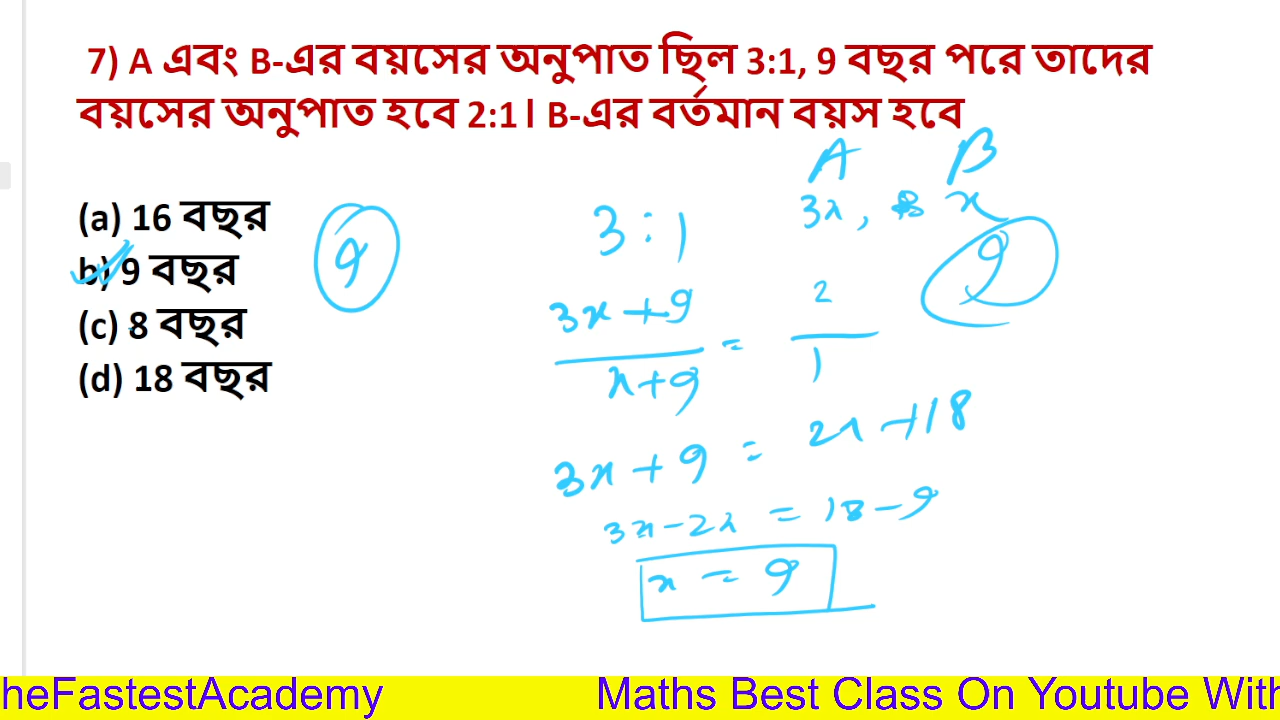 7) A এবং B-এর বয়সের অনুপাত ছিল 3:1, 9 বছর পরে তাদের
বয়সের অনুপাত হবে 2:1। B-এর বর্তমান বয়স হবে
(a) 16 বছর
b) 9 বছর
(c) 8 বছর
(d) 18 বছর
9
A B
3x, x
9
3:1
3x+9 / x+9 = 2 / 1
3x + 9 = 2x + 18
3x - 2x = 18 - 9
x = 9
heFastestAcademy Maths Best Class On Youtube With